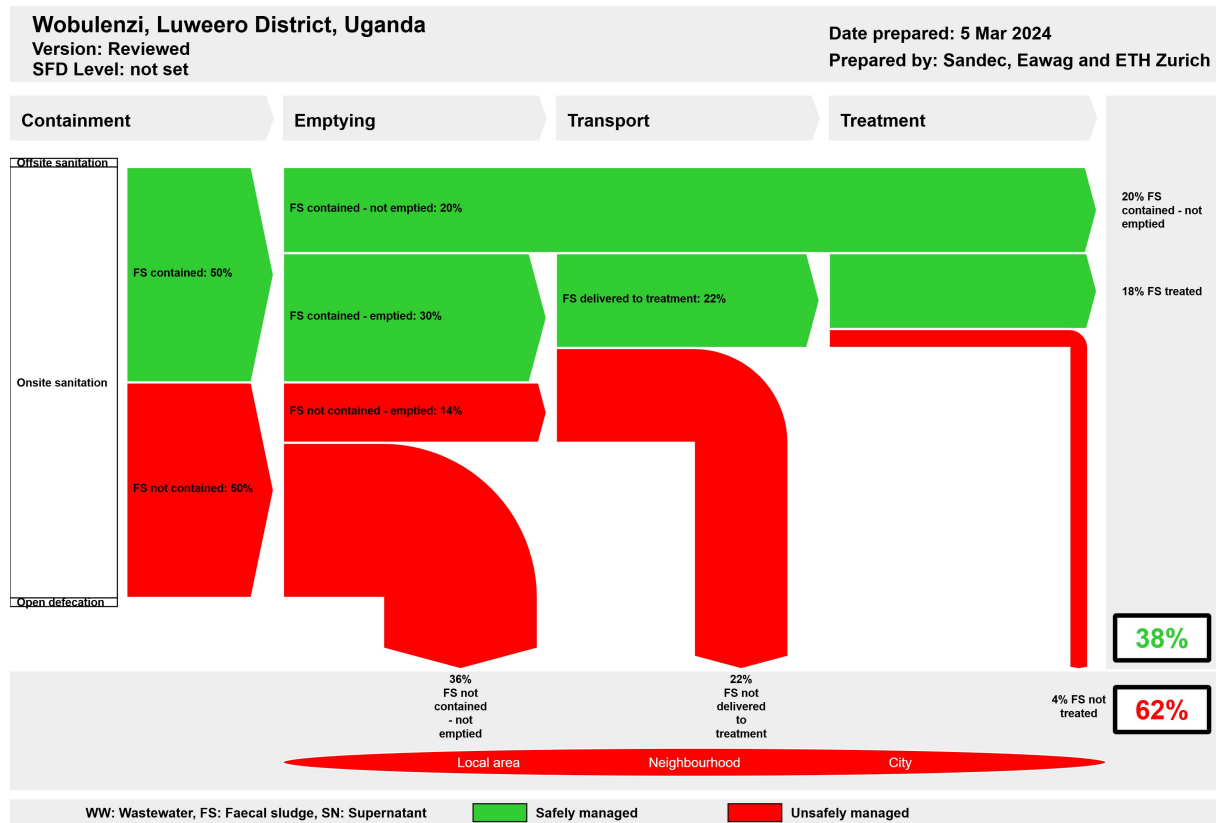 Wobulenzi, Luweero District, Uganda
Version: Reviewed
SFD Level: not set
Date prepared: 5 Mar 2024
Prepared by: Sandec, Eawag and ETH Zurich
Containment
Emptying
Transport
Treatment
Offsite sanitation
Onsite sanitation
Open defecation
FS contained: 50%
FS not contained: 50%
FS contained - not emptied: 20%
FS contained - emptied: 30%
FS not contained - emptied: 14%
FS delivered to treatment: 22%
20% FS
contained - not
emptied
18% FS treated
38%
36%
FS not
contained
- not
emptied
22%
FS not
delivered
to
treatment
4% FS not
treated
62%
Local area
Neighbourhood
City
WW: Wastewater, FS: Faecal sludge, SN: Supernatant
Safely managed
Unsafely managed